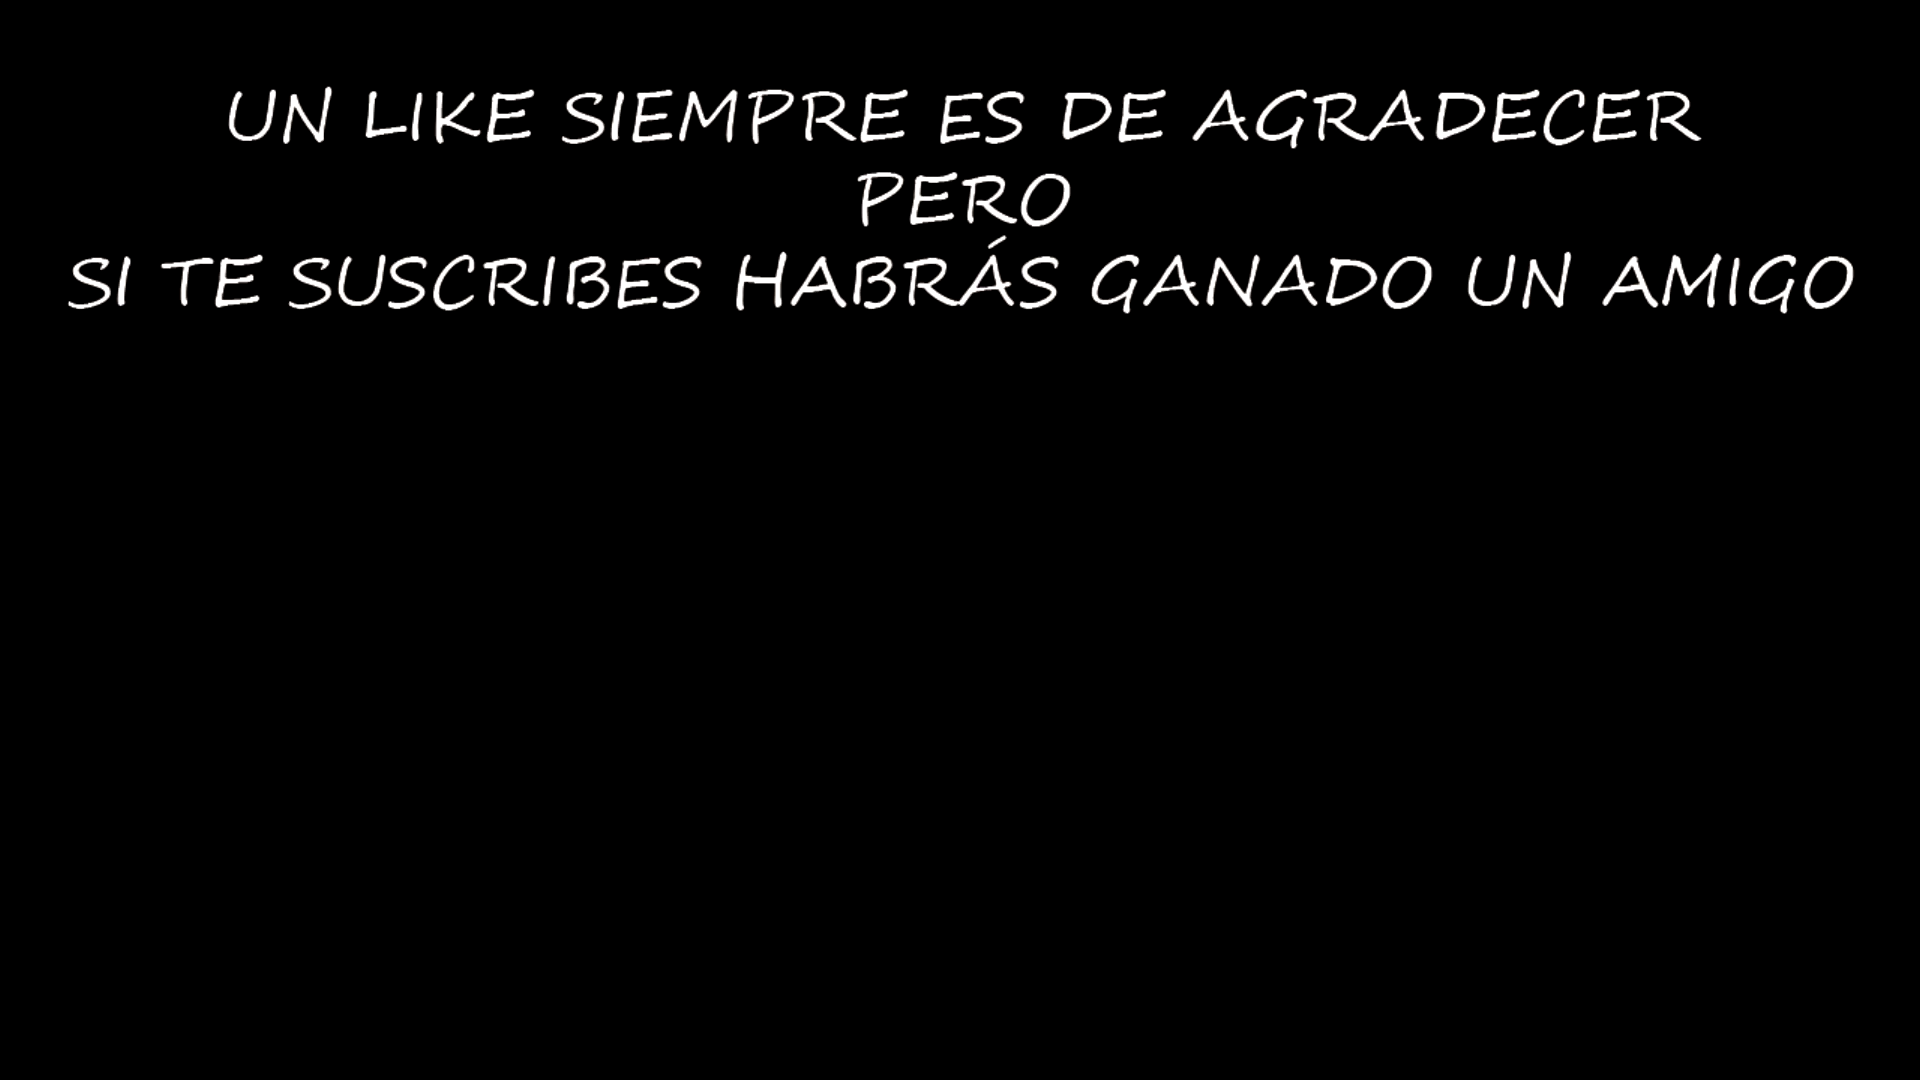 UN LIKE SIEMPRE ES DE AGRADECER
PERO
SI TE SUSCRIBES HABRÁS GANADO UN AMIGO